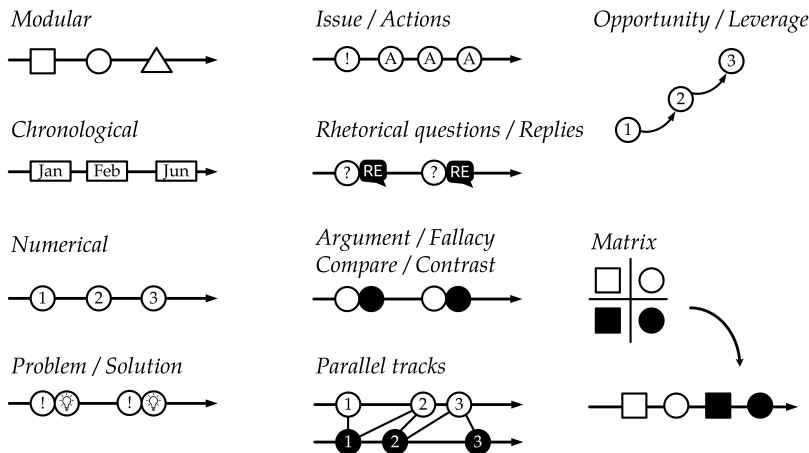 Modular
Chronological
Jan Feb Jun
Numerical
1 2 3
Problem / Solution
! !
Issue / Actions
! A A A
Rhetorical questions / Replies
? RE ? RE
Argument / Fallacy
Compare / Contrast
Parallel tracks
1 2 3
1 2 3
Opportunity / Leverage
3
2
1
Matrix